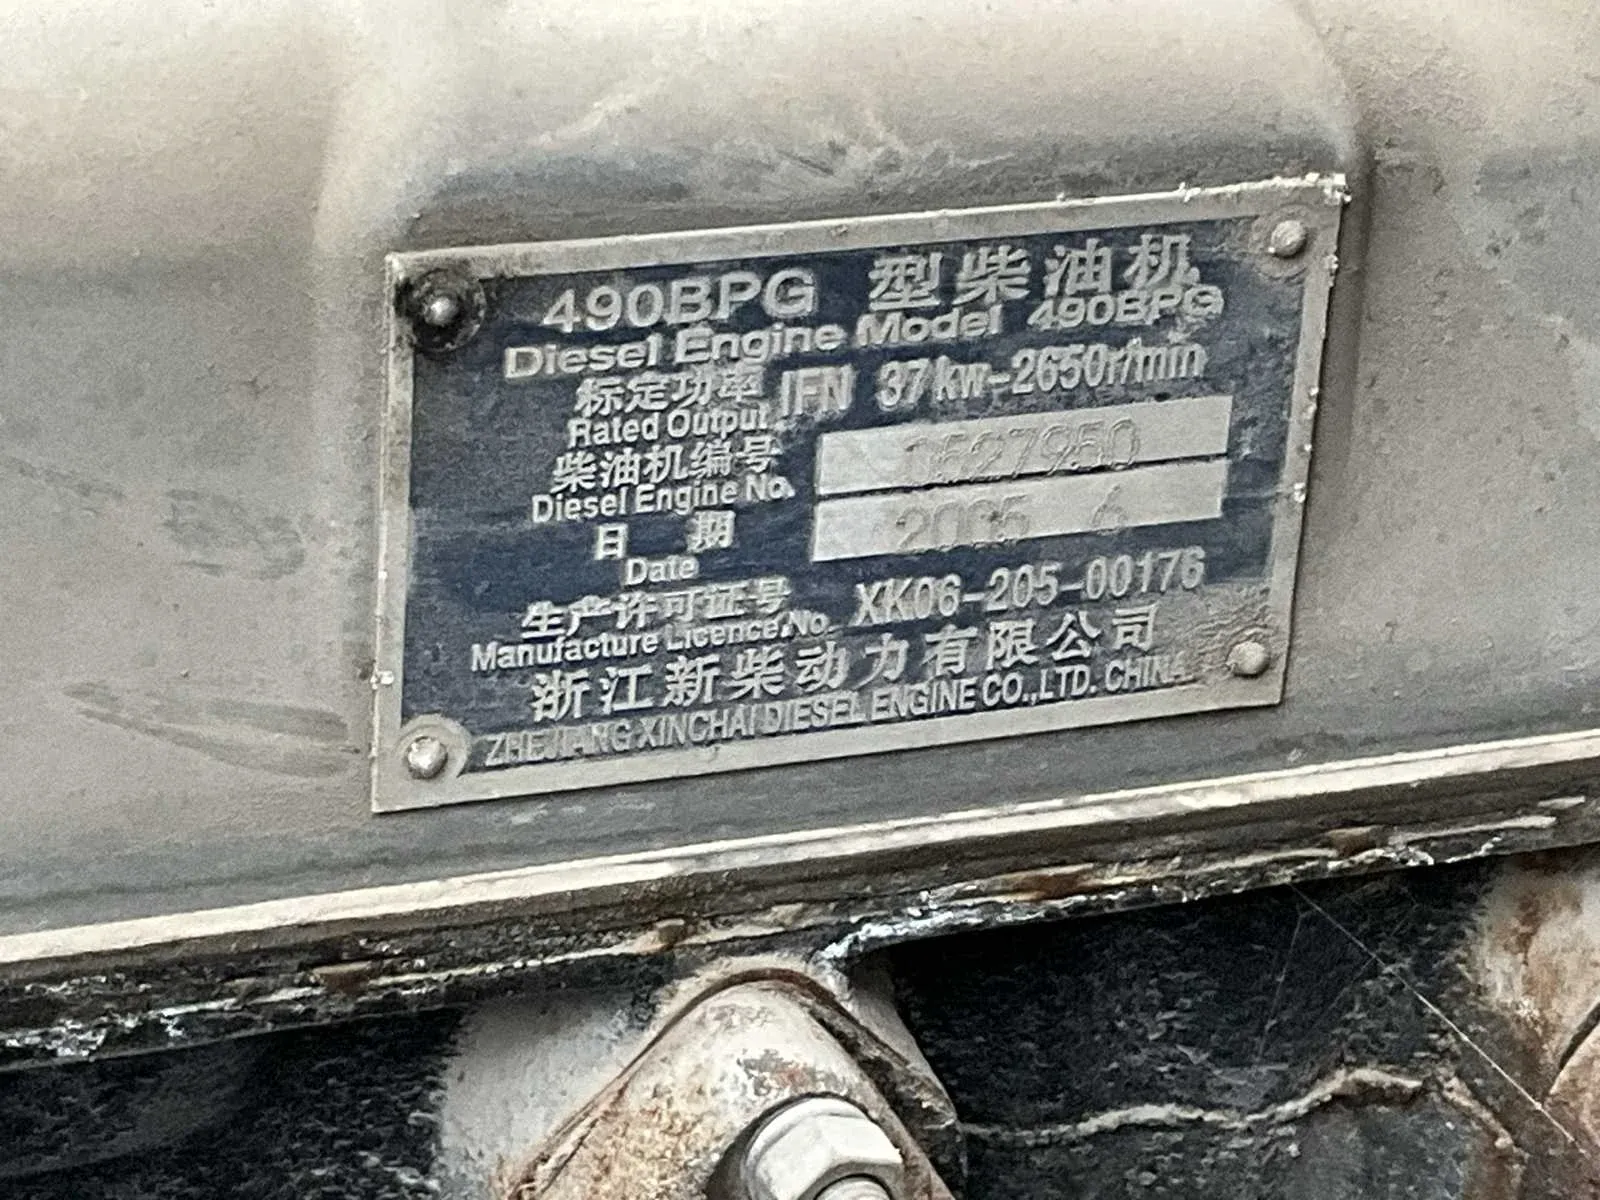 490BPG 型柴油机
Diesel Engine Model 490BPG
标定功率 IFN 37kw-2650r/min
Rated Output
柴油机编号
Diesel Engine No.
日期 2005 6
Date
生产许可证号 XK06-205-00176
Manufacture Licence No.
浙江新柴动力有限公司
ZHEJIANG XINCHAI DIESEL ENGINE CO.,LTD. CHINA.